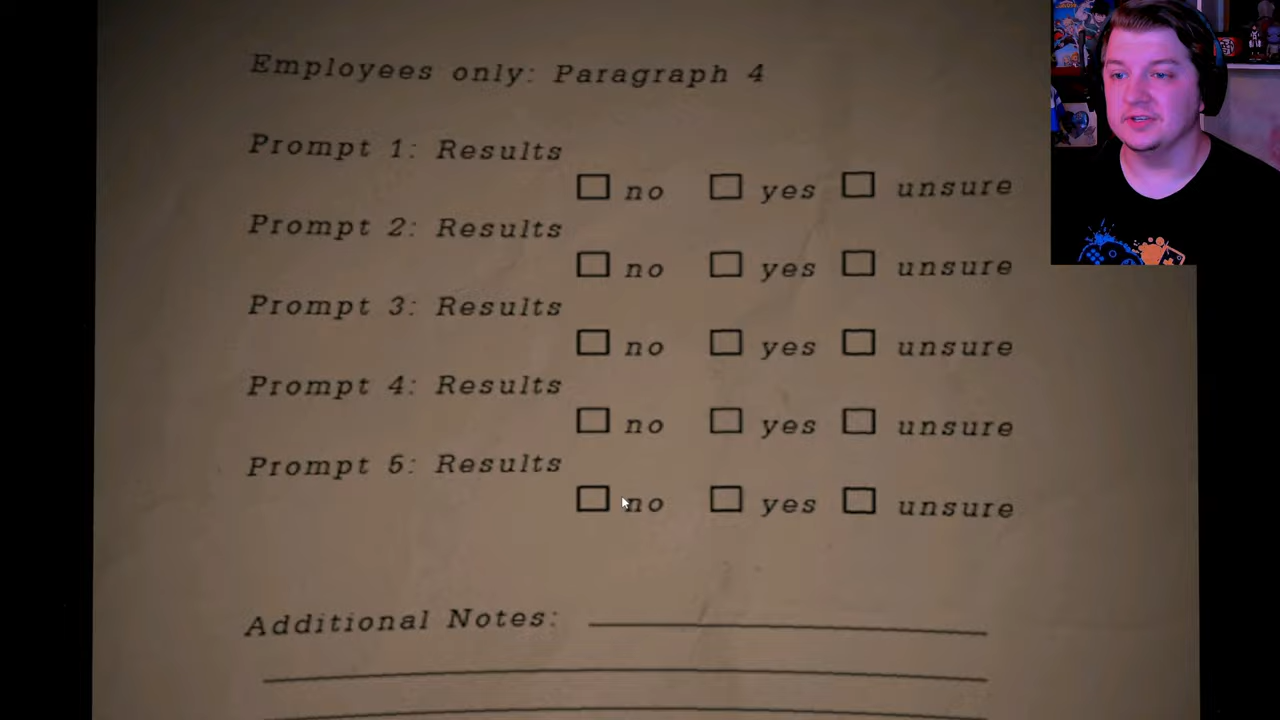 Employees only: Paragraph 4
Prompt 1: Results
no yes unsure
Prompt 2: Results
no yes unsure
Prompt 3: Results
no yes unsure
Prompt 4: Results
no yes unsure
Prompt 5: Results
no yes unsure
Additional Notes: